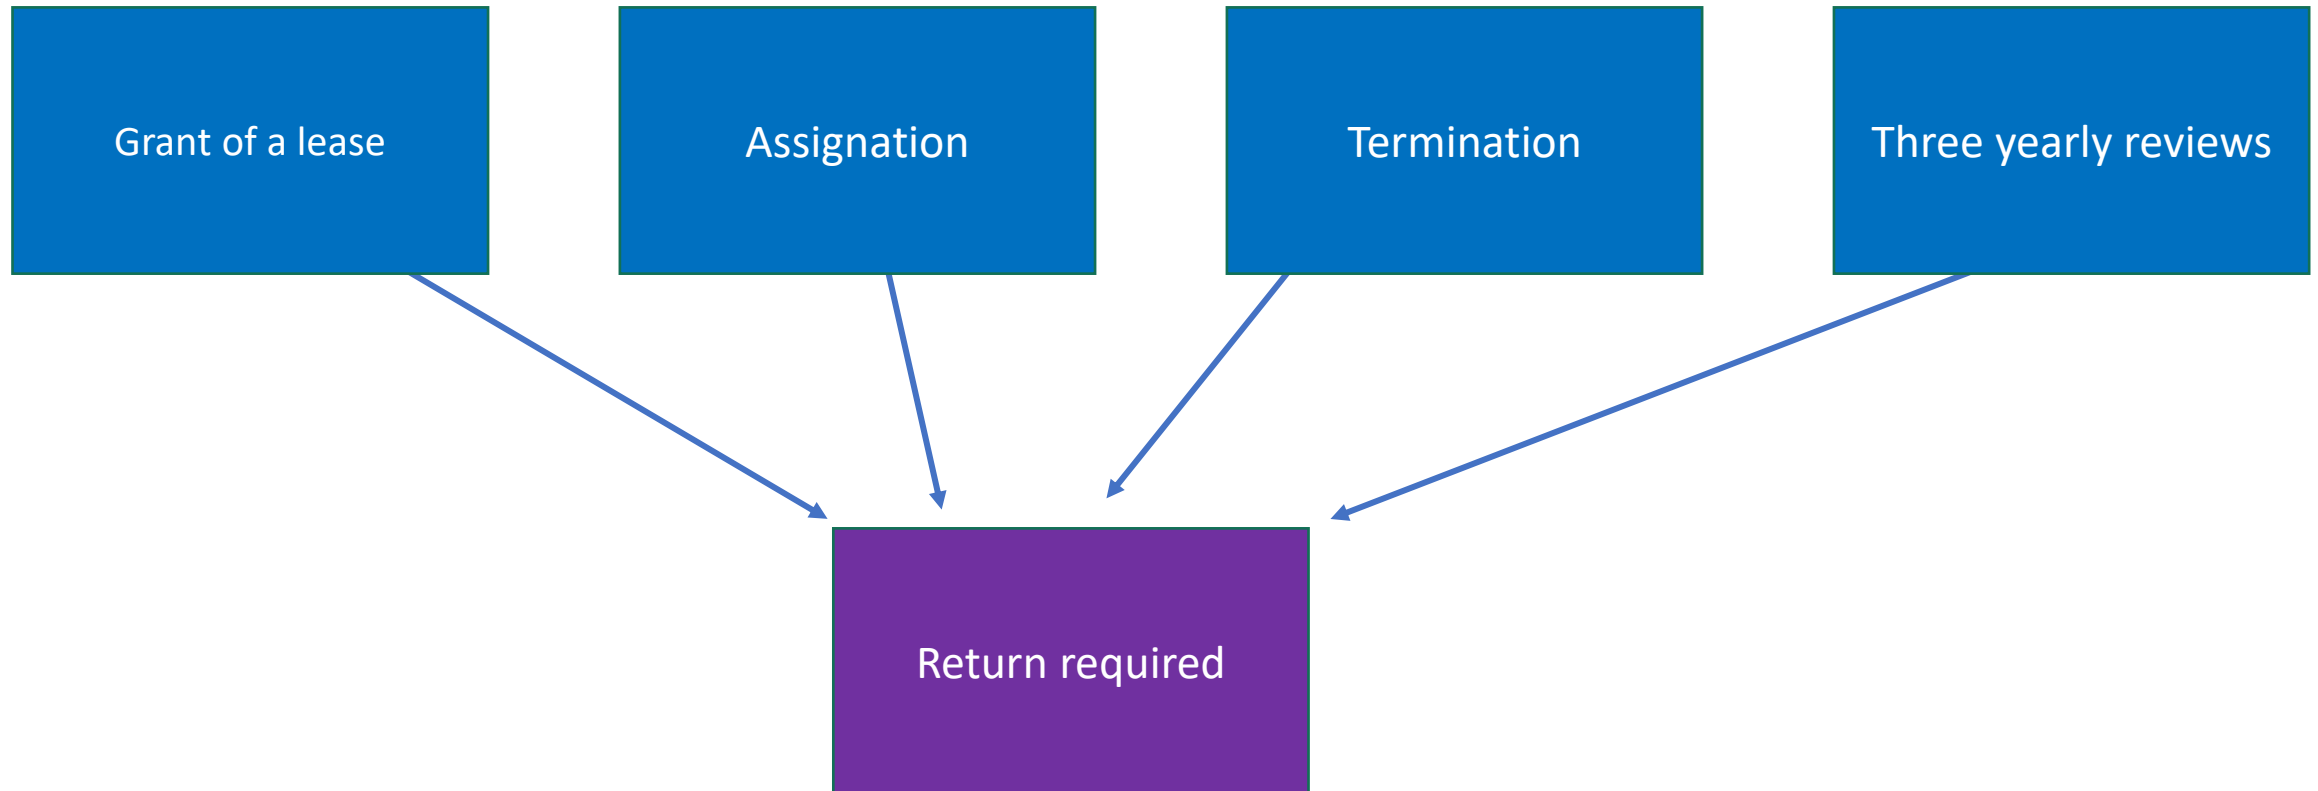 Grant of a lease
Assignation
Termination
Three yearly reviews
Return required